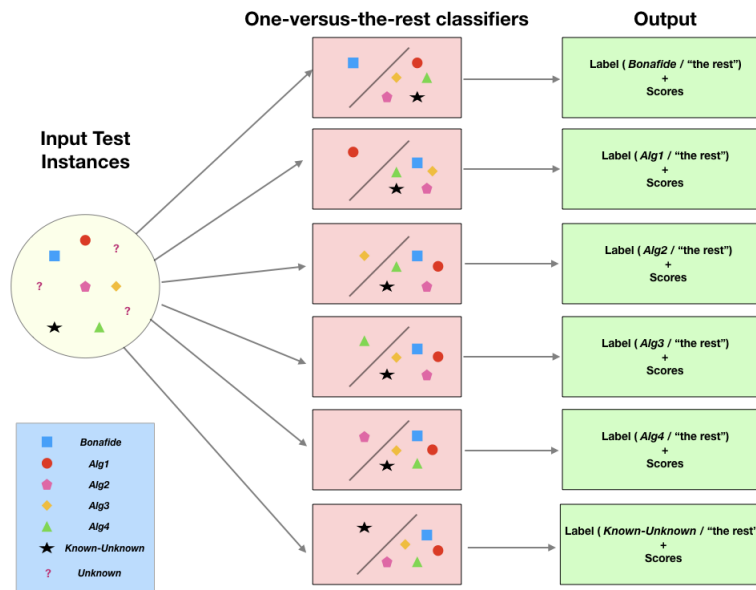 One-versus-the-rest classifiers
Output
Input Test
Instances
Label ( Bonafide / “the rest”)
+
Scores
Label ( Alg1 / “the rest”)
+
Scores
Label ( Alg2 / “the rest”)
+
Scores
Label ( Alg3 / “the rest”)
+
Scores
Label ( Alg4 / “the rest”)
+
Scores
Label ( Known-Unknown / “the rest”
+
Scores
?
?
?
Bonafide
Alg1
Alg2
Alg3
Alg4
Known-Unknown
? Unknown